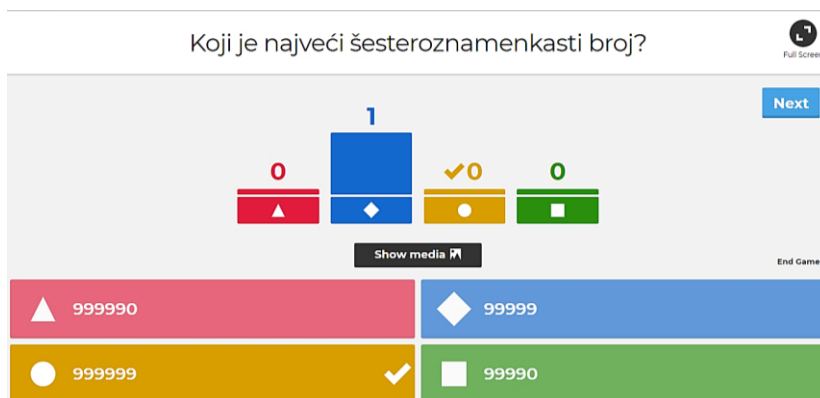 Koji je najveći šesteroznamenkasti broj?
Full Screen
Next
1
0
0
0
Show media
End Game
999990
99999
999999
99990